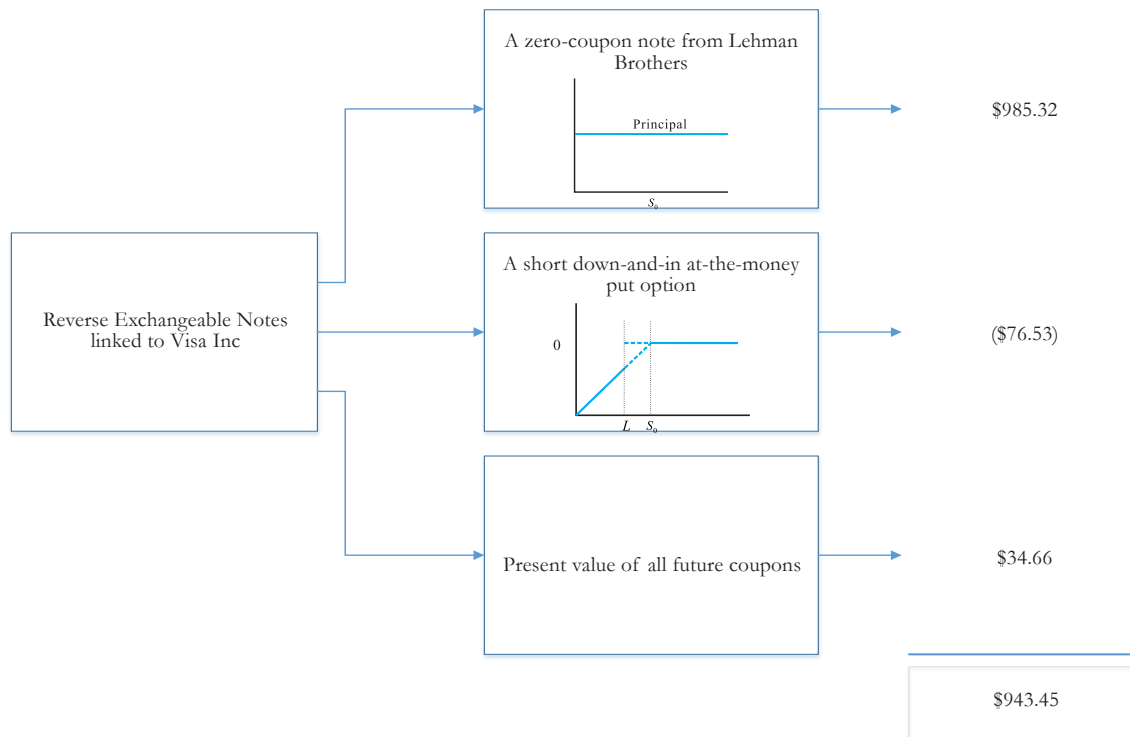 A zero-coupon note from Lehman
Brothers
Principal
S₀
$985.32
Reverse Exchangeable Notes
linked to Visa Inc
A short down-and-in at-the-money
put option
0
L S₀
($76.53)
Present value of all future coupons
$34.66
$943.45